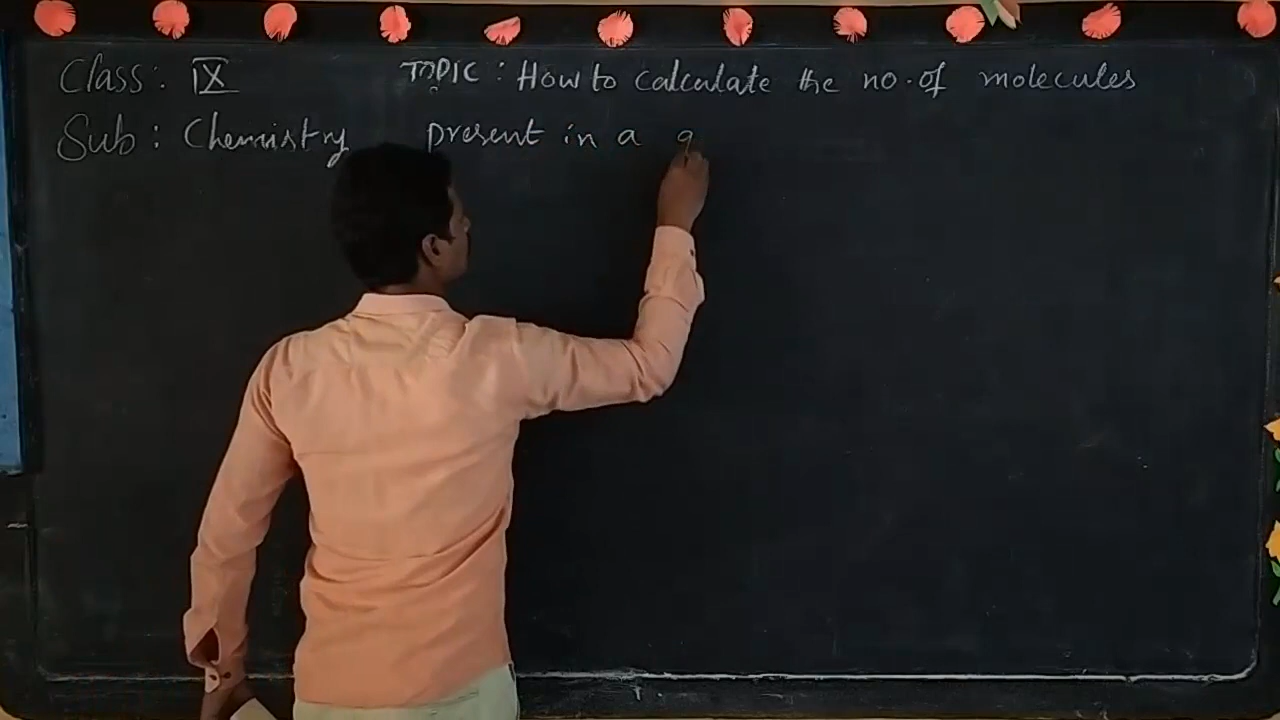 Class: IX TOPIC: How to calculate the no. of molecules
Sub: Chemistry present in a g